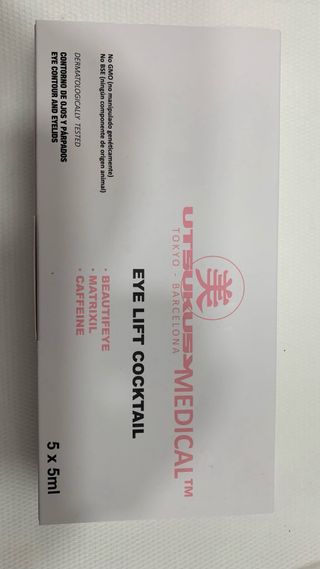 美
UTSUKUSY MEDICAL™
TOKYO - BARCELONA
EYE LIFT COCKTAIL
• BEAUTIFEYE
• MATRIXIL
• CAFFEINE
5 x 5ml
No GMO (no manipulado genéticamente)
No BSE (ningún componente de origen animal)
DERMATOLOGICALLY TESTED
CONTORNO DE OJOS Y PÁRPADOS
EYE CONTOUR AND EYELIDS